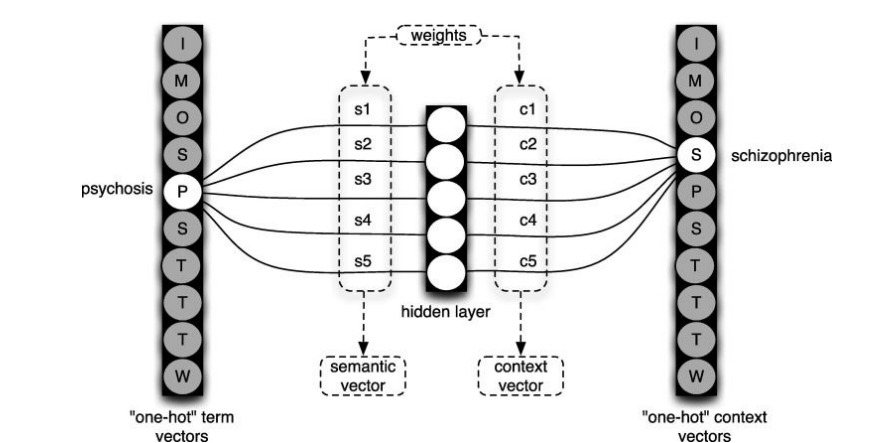 weights
I
M
O
S
P
S
T
T
T
W
psychosis
"one-hot" term
vectors
s1
s2
s3
s4
s5
semantic
vector
hidden layer
c1
c2
c3
c4
c5
context
vector
I
M
O
S
P
S
T
T
T
W
schizophrenia
"one-hot" context
vectors